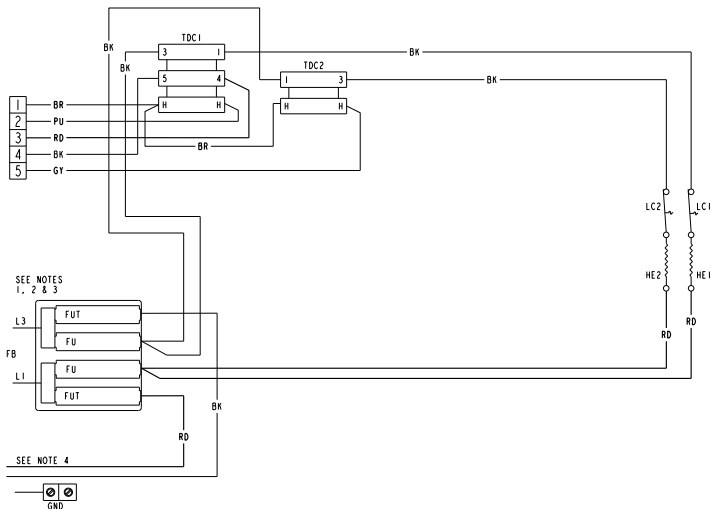 BK
TDC1
BK
3 1
BK
TDC2
5 4
1 3
BK
H H
H H
1 BR
2 PU
3 RD
BR
4 BK
5 GY
LC2
LC1
HE2
HE1
SEE NOTES
1, 2 & 3
L3
FUT
FU
RD
RD
FB
FU
L1
FUT
BK
RD
SEE NOTE 4
GND